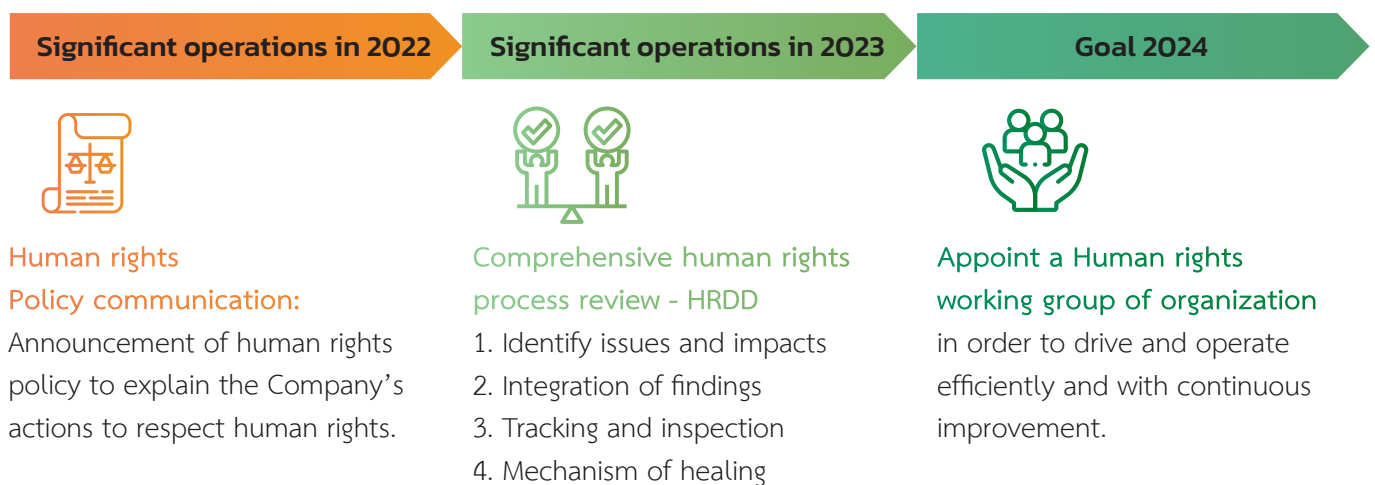 Significant operations in 2022
Significant operations in 2023
Goal 2024
Human rights
Policy communication:
Announcement of human rights
policy to explain the Company's
actions to respect human rights.
Comprehensive human rights
process review - HRDD
1. Identify issues and impacts
2. Integration of findings
3. Tracking and inspection
4. Mechanism of healing
Appoint a Human rights
working group of organization
in order to drive and operate
efficiently and with continuous
improvement.